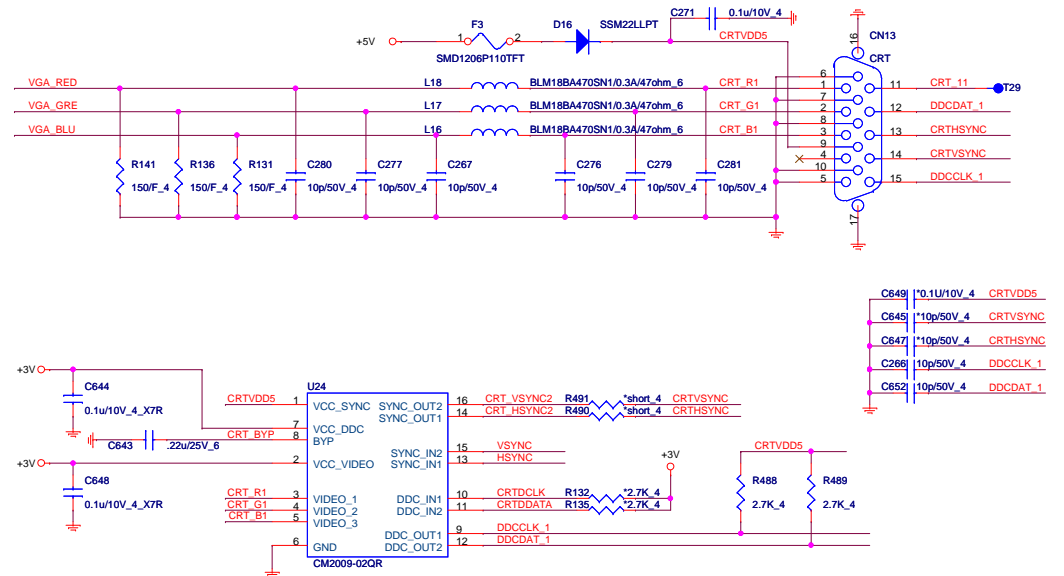 C271 0.1u/10V_4
F3 D16 SSM22LLPT
+5V 1 2 CRTVDD5 16 CN13
SMD1206P110TFT CRT
VGA_RED L18 BLM18BA470SN1/0.3A/47ohm_6 CRT_R1 6 1 11 CRT_11 T29
VGA_GRE L17 BLM18BA470SN1/0.3A/47ohm_6 CRT_G1 7 2 12 DDCDAT_1
VGA_BLU L16 BLM18BA470SN1/0.3A/47ohm_6 CRT_B1 8 3 13 CRTHSYNC
9 4 14 CRTVSYNC
10 5 15 DDCCLK_1
R141 R136 R131 C280 C277 C267 C276 C279 C281
150/F_4 150/F_4 150/F_4 10p/50V_4 10p/50V_4 10p/50V_4 10p/50V_4 10p/50V_4 10p/50V_4
17
C649 *0.1U/10V_4 CRTVDD5
C645 *10p/50V_4 CRTVSYNC
C647 *10p/50V_4 CRTHSYNC
C266 10p/50V_4 DDCCLK_1
C652 10p/50V_4 DDCDAT_1
+3V
C644
0.1u/10V_4_X7R
U24
CRTVDD5 1 VCC_SYNC SYNC_OUT2 16 CRT_VSYNC2 R491 *short_4 CRTVSYNC
SYNC_OUT1 14 CRT_HSYNC2 R490 *short_4 CRTHSYNC
7 VCC_DDC
C643 .22u/25V_6 CRT_BYP 8 BYP
SYNC_IN2 15 VSYNC
+3V 2 VCC_VIDEO SYNC_IN1 13 HSYNC
C648
0.1u/10V_4_X7R
+3V CRTVDD5
CRT_R1 3 VIDEO_1 DDC_IN1 10 CRTDCLK R132 *2.7K_4
CRT_G1 4 VIDEO_2 DDC_IN2 11 CRTDDATA R135 *2.7K_4
CRT_B1 5 VIDEO_3
R488 R489
2.7K_4 2.7K_4
DDC_OUT1 9 DDCCLK_1
6 GND DDC_OUT2 12 DDCDAT_1
CM2009-02QR